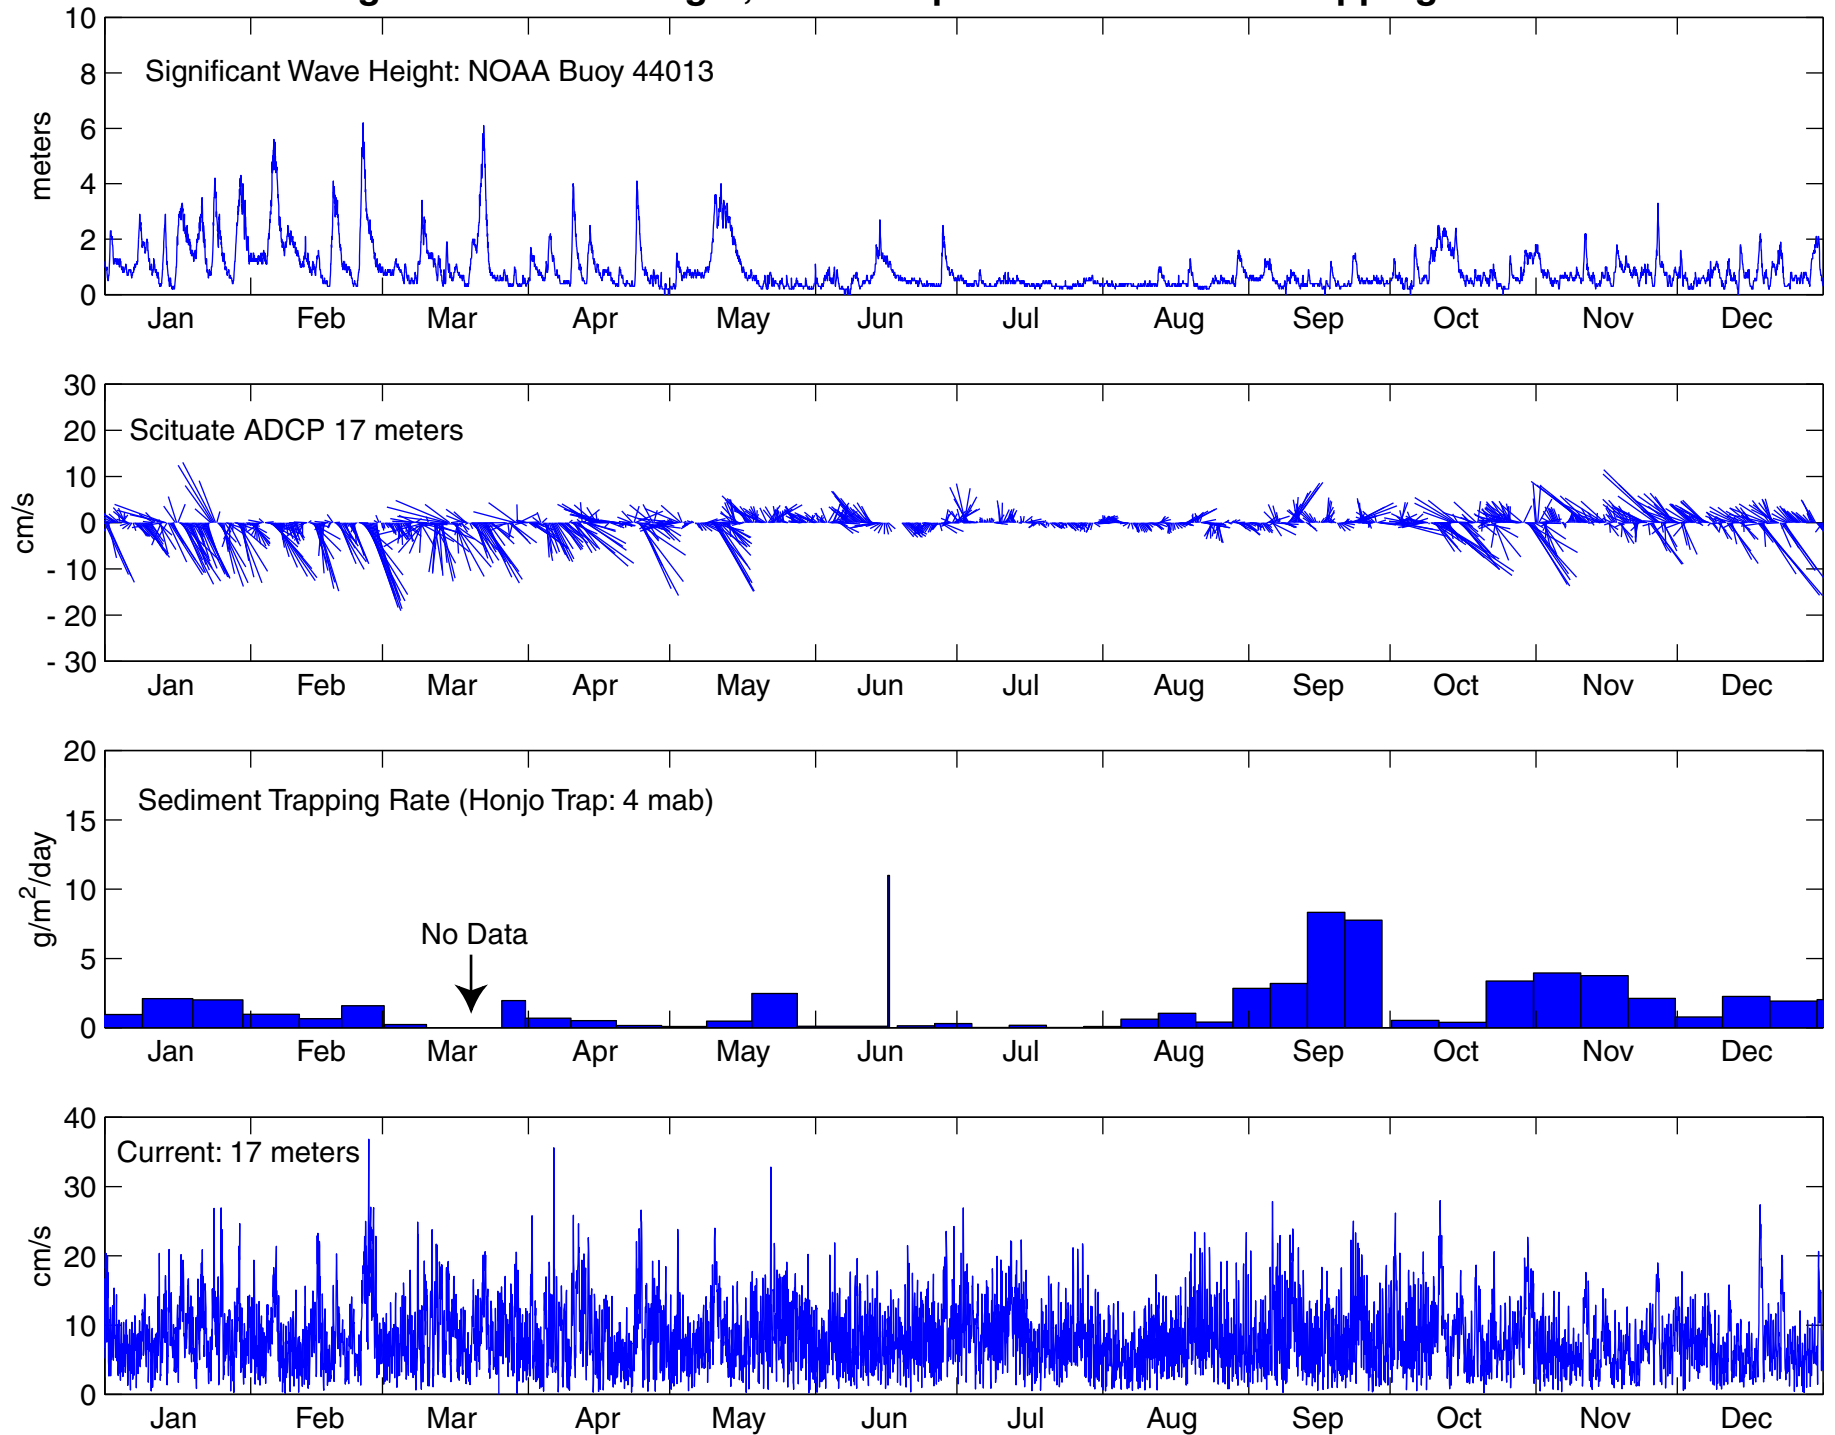 10
8
6
4
2
0
meters
Significant Wave Height: NOAA Buoy 44013
Jan Feb Mar Apr May Jun Jul Aug Sep Oct Nov Dec
30
20
10
0
- 10
- 20
- 30
cm/s
Scituate ADCP 17 meters
Jan Feb Mar Apr May Jun Jul Aug Sep Oct Nov Dec
20
15
10
5
0
g/m²/day
Sediment Trapping Rate (Honjo Trap: 4 mab)
No Data
Jan Feb Mar Apr May Jun Jul Aug Sep Oct Nov Dec
40
30
20
10
0
cm/s
Current: 17 meters
Jan Feb Mar Apr May Jun Jul Aug Sep Oct Nov Dec